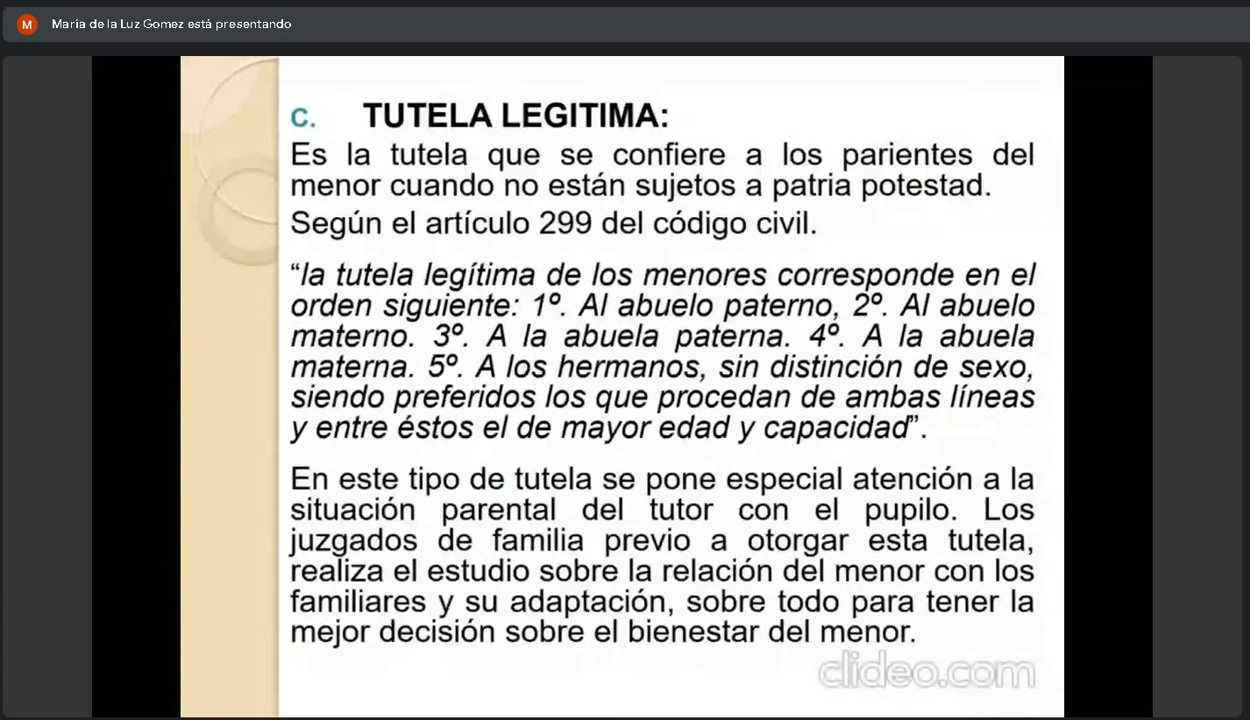 M María de la Luz Gomez está presentando
C. TUTELA LEGITIMA:
Es la tutela que se confiere a los parientes del
menor cuando no están sujetos a patria potestad.
Según el artículo 299 del código civil.
“la tutela legítima de los menores corresponde en el
orden siguiente: 1º. Al abuelo paterno, 2º. Al abuelo
materno. 3º. A la abuela paterna. 4º. A la abuela
materna. 5º. A los hermanos, sin distinción de sexo,
siendo preferidos los que procedan de ambas líneas
y entre éstos el de mayor edad y capacidad”.
En este tipo de tutela se pone especial atención a la
situación parental del tutor con el pupilo. Los
juzgados de familia previo a otorgar esta tutela,
realiza el estudio sobre la relación del menor con los
familiares y su adaptación, sobre todo para tener la
mejor decisión sobre el bienestar del menor.
clideo.com